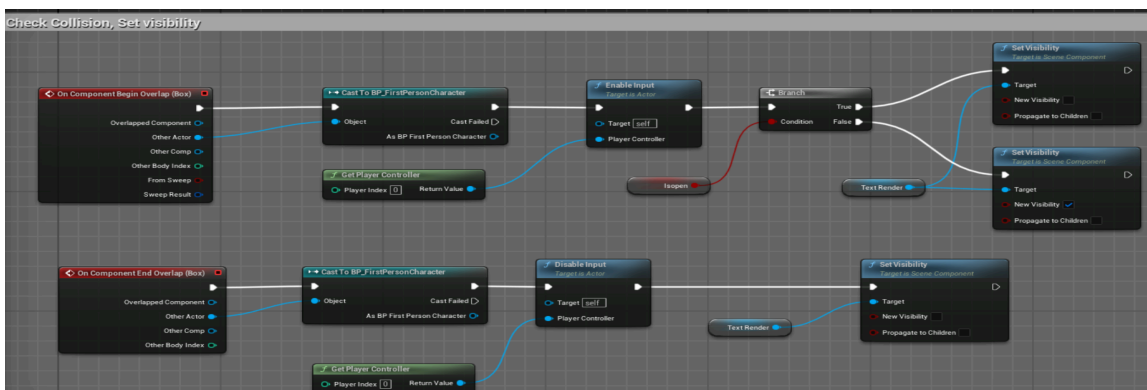 Check Collision, Set visibility
On Component Begin Overlap (Box)
Overlapped Component
Other Actor
Other Comp
Other Body Index
From Sweep
Sweep Result
Cast To BP_FirstPersonCharacter
Object
Cast Failed
As BP First Person Character
Get Player Controller
Player Index 0
Return Value
Enable Input
Target is Actor
Target self
Player Controller
Isopen
Branch
Condition
True
False
Text Render
Set Visibility
Target is Scene Component
Target
New Visibility
Propagate to Children
Set Visibility
Target is Scene Component
Target
New Visibility
Propagate to Children
On Component End Overlap (Box)
Overlapped Component
Other Actor
Other Comp
Other Body Index
Cast To BP_FirstPersonCharacter
Object
Cast Failed
As BP First Person Character
Get Player Controller
Player Index 0
Return Value
Disable Input
Target is Actor
Target self
Player Controller
Text Render
Set Visibility
Target is Scene Component
Target
New Visibility
Propagate to Children